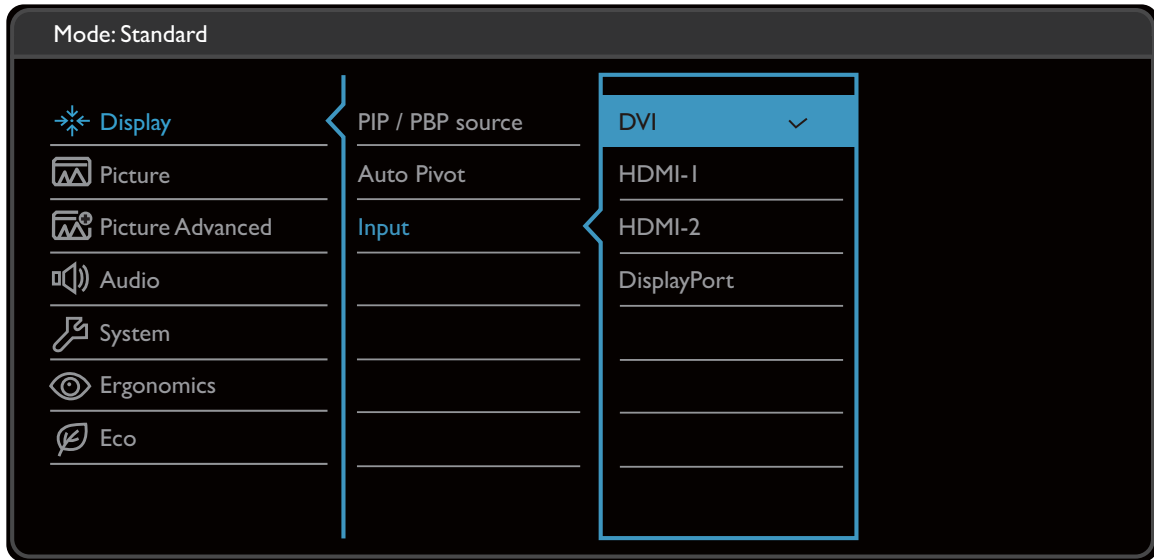 Mode: Standard
Display
Picture
Picture Advanced
Audio
System
Ergonomics
Eco
PIP / PBP source
Auto Pivot
Input
DVI
HDMI-1
HDMI-2
DisplayPort